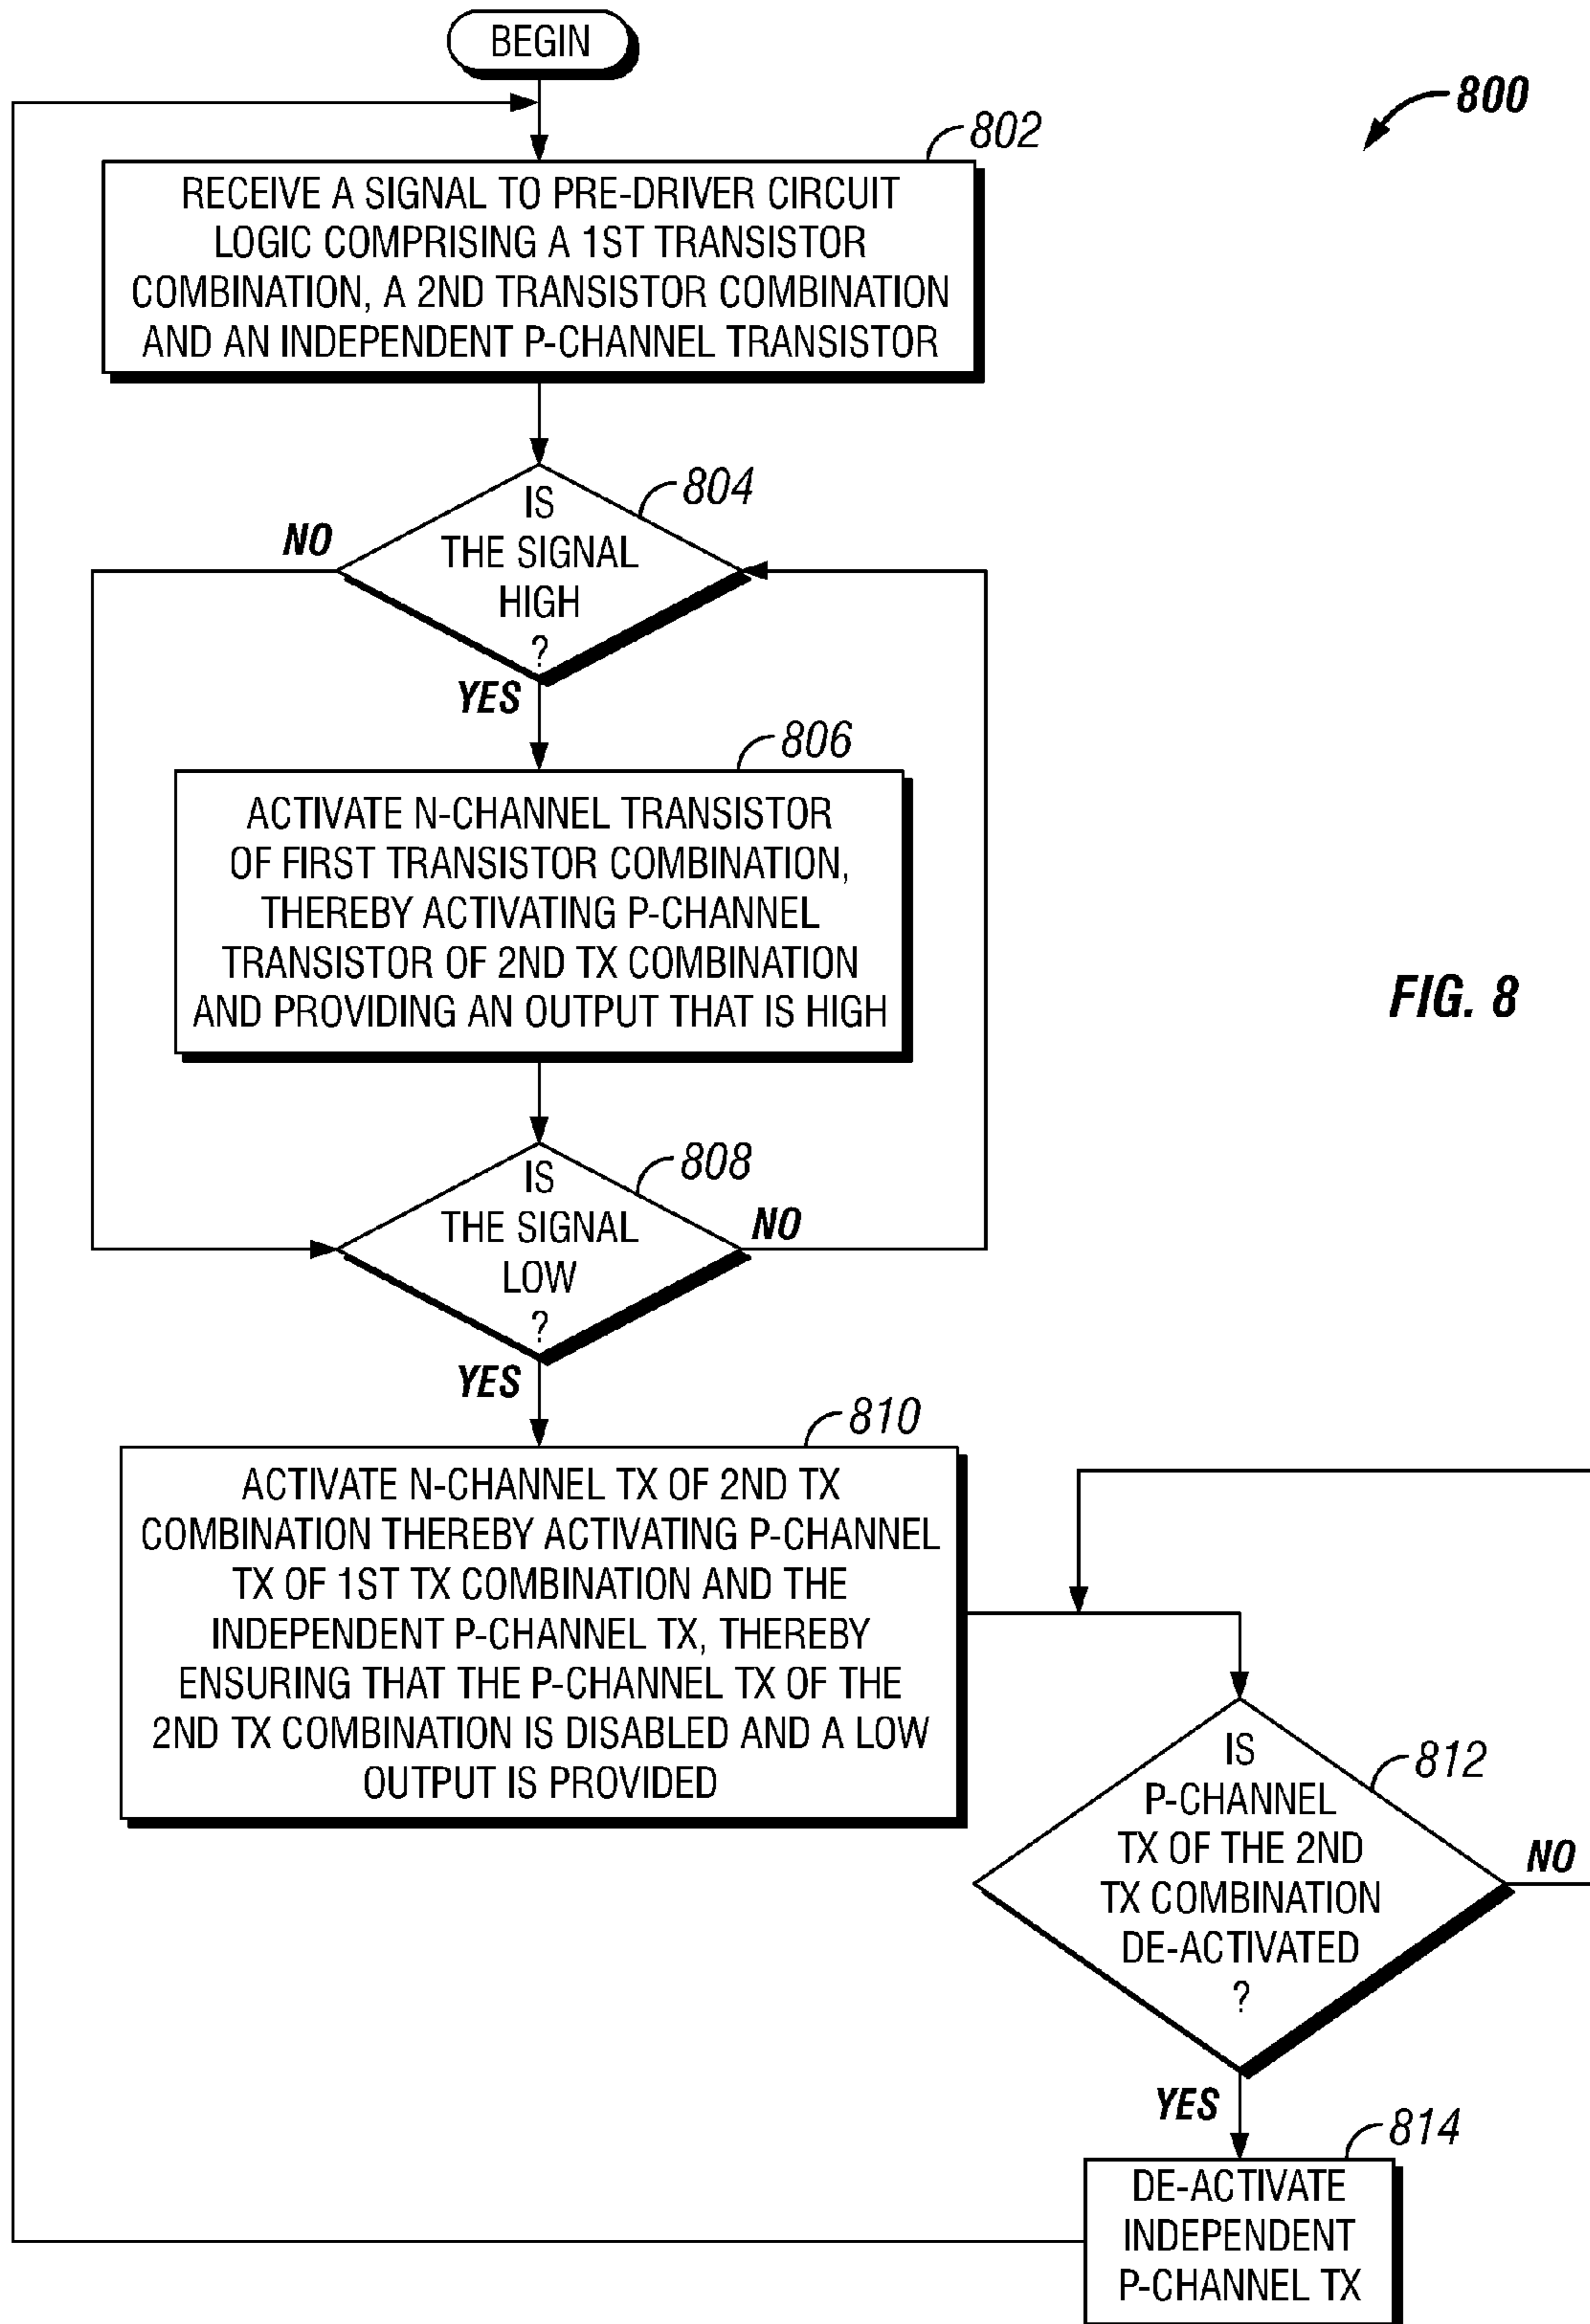 BEGIN
800
802
RECEIVE A SIGNAL TO PRE-DRIVER CIRCUIT
LOGIC COMPRISING A 1ST TRANSISTOR
COMBINATION, A 2ND TRANSISTOR COMBINATION
AND AN INDEPENDENT P-CHANNEL TRANSISTOR
804
IS
THE SIGNAL
HIGH
?
NO
YES
806
ACTIVATE N-CHANNEL TRANSISTOR
OF FIRST TRANSISTOR COMBINATION,
THEREBY ACTIVATING P-CHANNEL
TRANSISTOR OF 2ND TX COMBINATION
AND PROVIDING AN OUTPUT THAT IS HIGH
FIG. 8
808
IS
THE SIGNAL
LOW
?
NO
YES
810
ACTIVATE N-CHANNEL TX OF 2ND TX
COMBINATION THEREBY ACTIVATING P-CHANNEL
TX OF 1ST TX COMBINATION AND THE
INDEPENDENT P-CHANNEL TX, THEREBY
ENSURING THAT THE P-CHANNEL TX OF THE
2ND TX COMBINATION IS DISABLED AND A LOW
OUTPUT IS PROVIDED
812
IS
P-CHANNEL
TX OF THE 2ND
TX COMBINATION
DE-ACTIVATED
?
NO
YES
814
DE-ACTIVATE
INDEPENDENT
P-CHANNEL TX